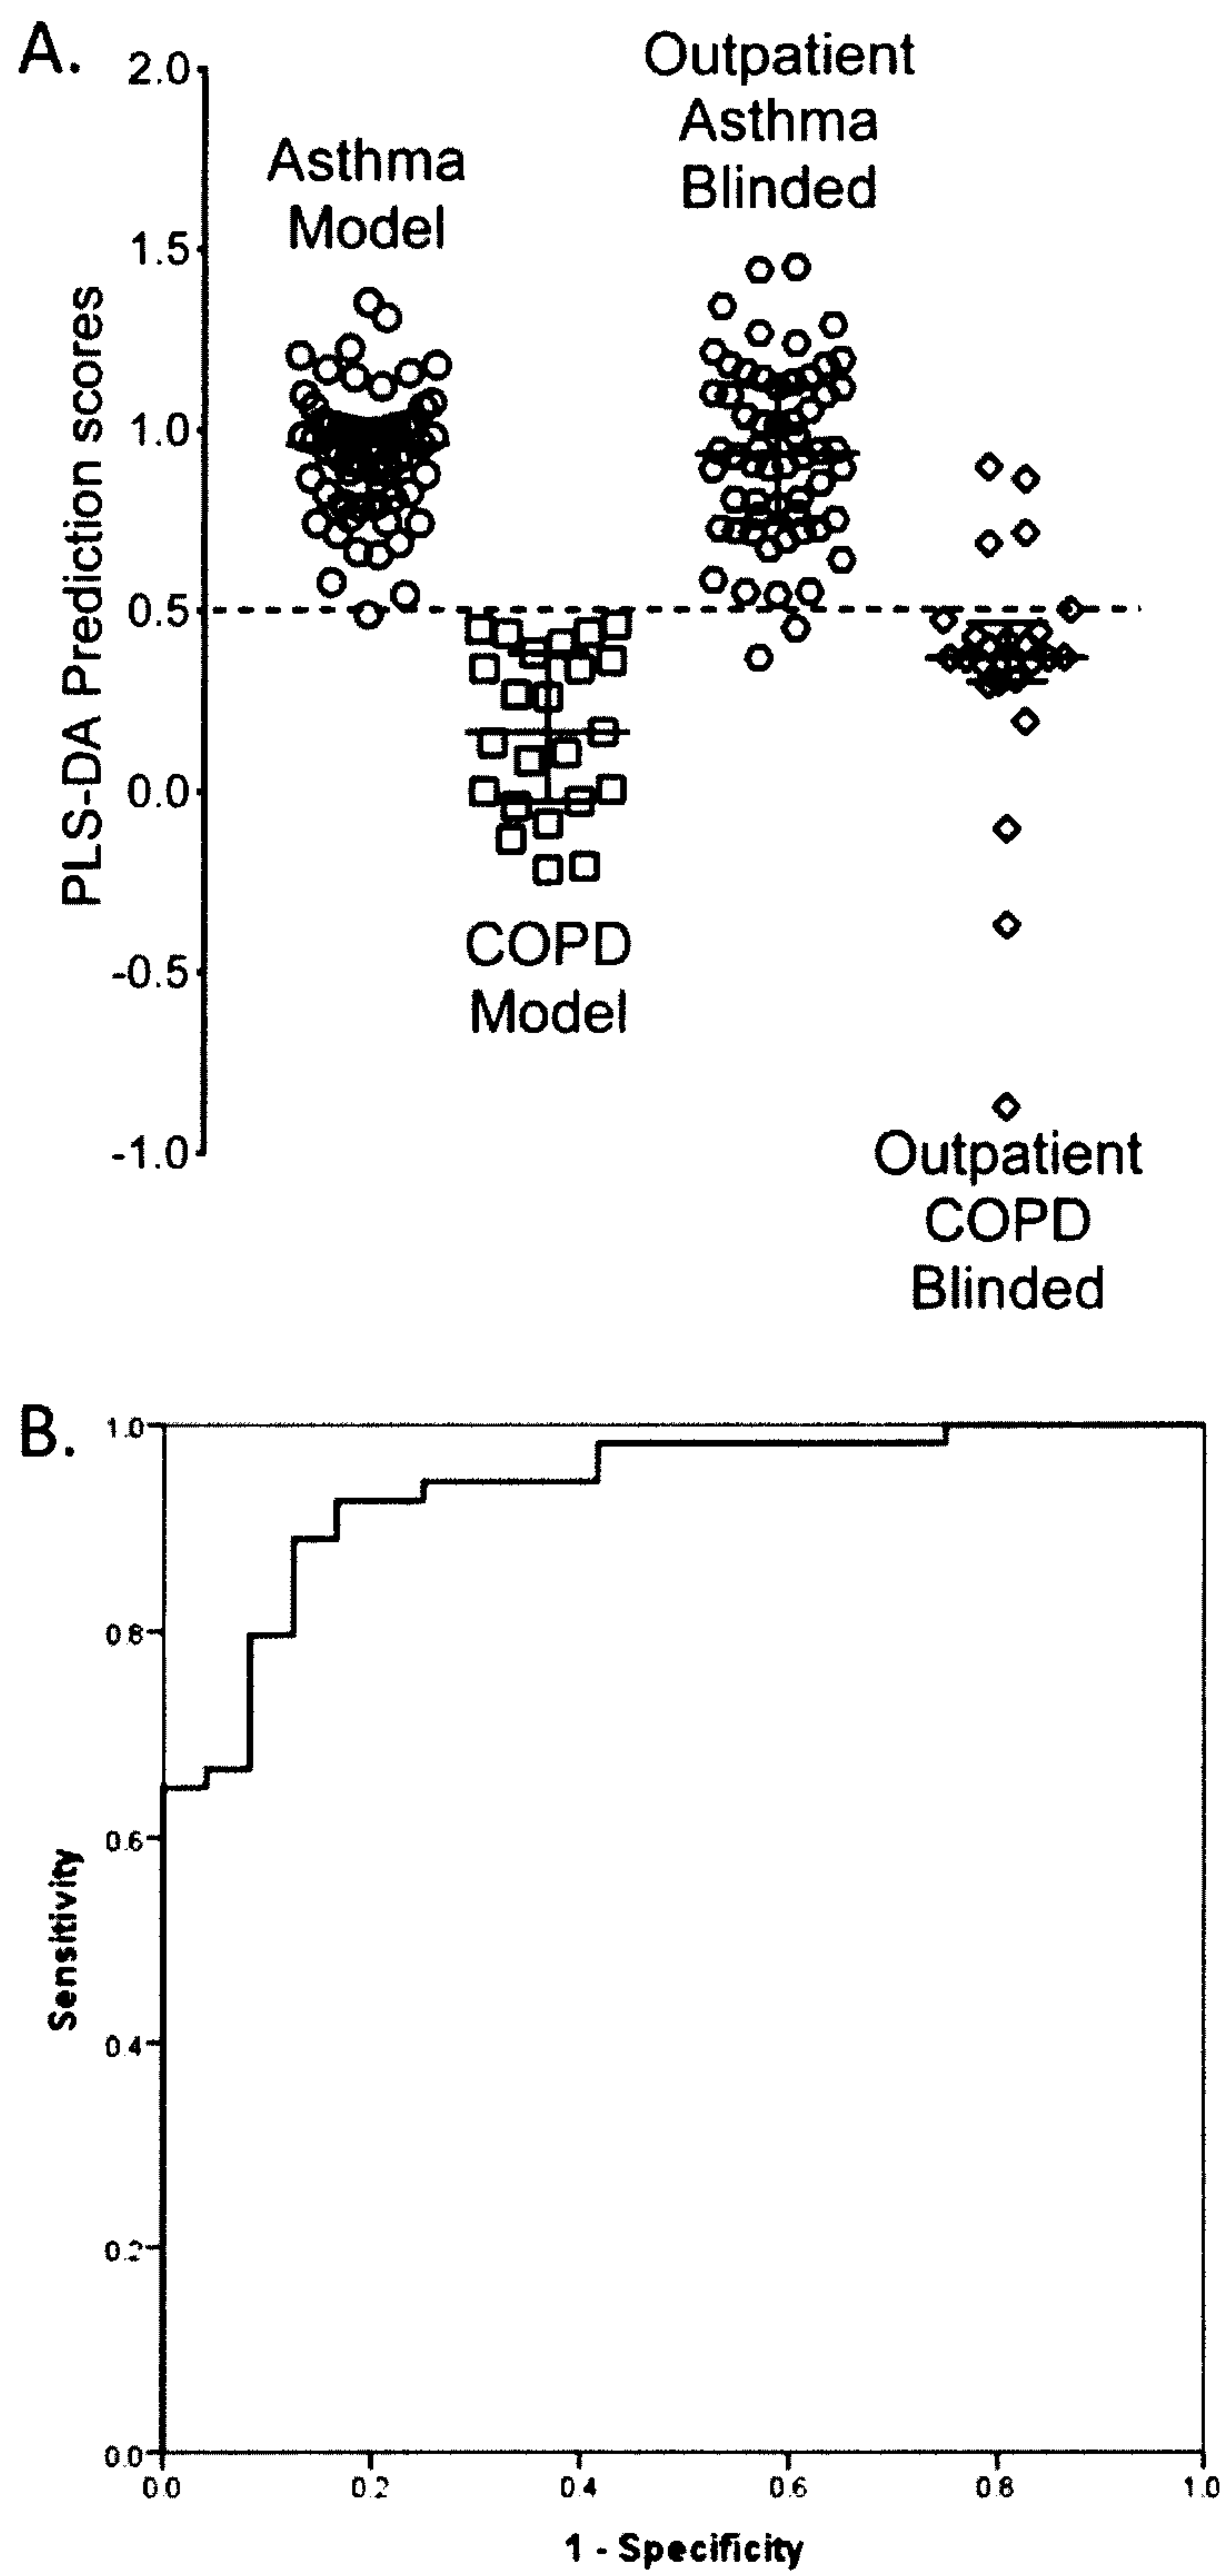 A.
2.0
Outpatient
Asthma
Blinded
Asthma
Model
1.5
1.0
0.5
0.0
-0.5
-1.0
PLS-DA Prediction scores
COPD
Model
Outpatient
COPD
Blinded
B.
1.0
0.8
0.6
0.4
0.2
0.0
Sensitivity
0.0 0.2 0.4 0.6 0.8 1.0
1 - Specificity